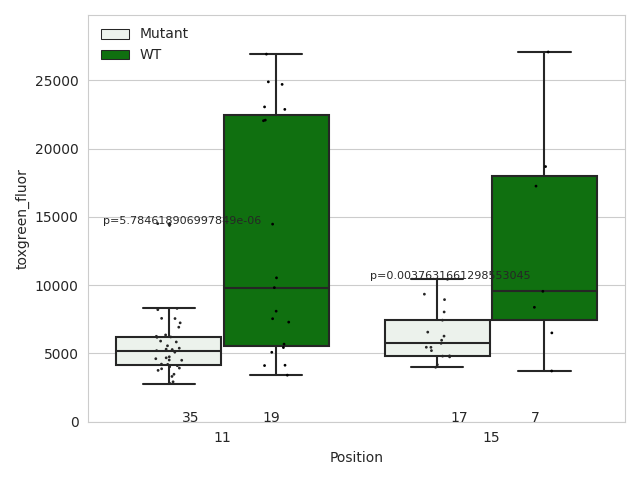 Mutant
WT
25000
20000
15000
10000
5000
0
toxgreen_fluor
p=5.784618906997849e-06
p=0.0037631661298553045
35
19
17
7
11
15
Position